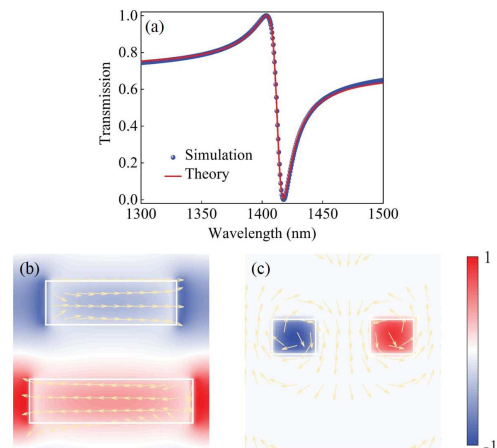 (a)
Transmission
1.0
0.8
0.6
0.4
0.2
0.0
Simulation
Theory
1300 1350 1400 1450 1500
Wavelength (nm)
(b)
(c)
1
-1